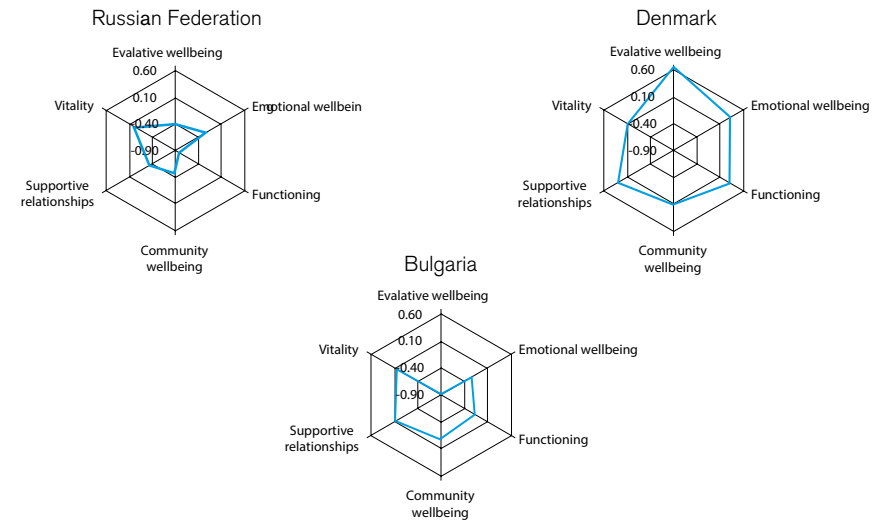 Russian Federation
Evalative wellbeing
0.60
0.10
-0.40
-0.90
Vitality
Emotional wellbein
g
Supportive
relationships
Functioning
Community
wellbeing
Denmark
Evalative wellbeing
0.60
0.10
-0.40
-0.90
Vitality
Emotional wellbeing
Supportive
relationships
Functioning
Community
wellbeing
Bulgaria
Evalative wellbeing
0.60
0.10
-0.40
-0.90
Vitality
Emotional wellbeing
Supportive
relationships
Functioning
Community
wellbeing